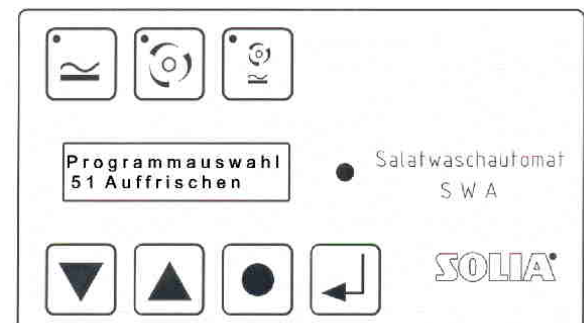 Programmauswahl
51 Auffrischen
Salatwaschautomat
SWA
SOLIA